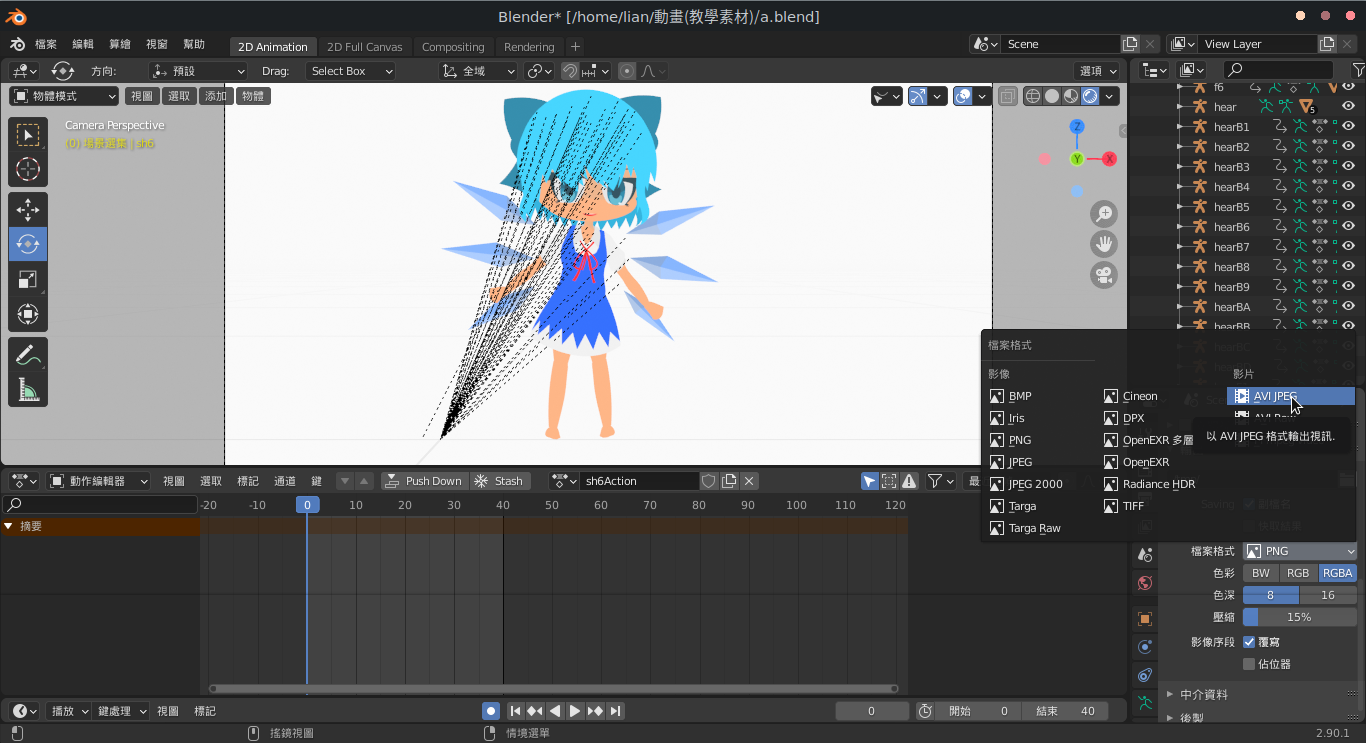 Blender* [/home/lian/動畫(教學素材)/a.blend]
檔案 編輯 算繪 視窗 幫助 2D Animation 2D Full Canvas Compositing Rendering + Scene View Layer
方向: 預設 Drag: Select Box 全域 選項
物體模式 視圖 選取 添加 物體
Camera Perspective
(0) 場景選集 | sh6
Z
Y X
f6
hear 5
hearB1
hearB2
hearB3
hearB4
hearB5
hearB6
hearB7
hearB8
hearB9
hearBA
hearBB
檔案格式
影像 影片
BMP Cineon AVI JPEG
Iris DPX
PNG OpenEXR 多層
以 AVI JPEG 格式輸出視訊.
JPEG OpenEXR
JPEG 2000 Radiance HDR
Targa TIFF
Targa Raw
動作編輯器 視圖 選取 標記 通道 鍵 Push Down Stash sh6Action
-20 -10 0 10 20 30 40 50 60 70 80 90 100 110 120
摘要
檔案格式 PNG
色彩 BW RGB RGBA
色深 8 16
壓縮 15%
影像序段 覆寫
佔位器
中介資料
後製
播放 鍵處理 視圖 標記 0 開始 0 結束 40
搖鏡視圖 情境選單 2.90.1